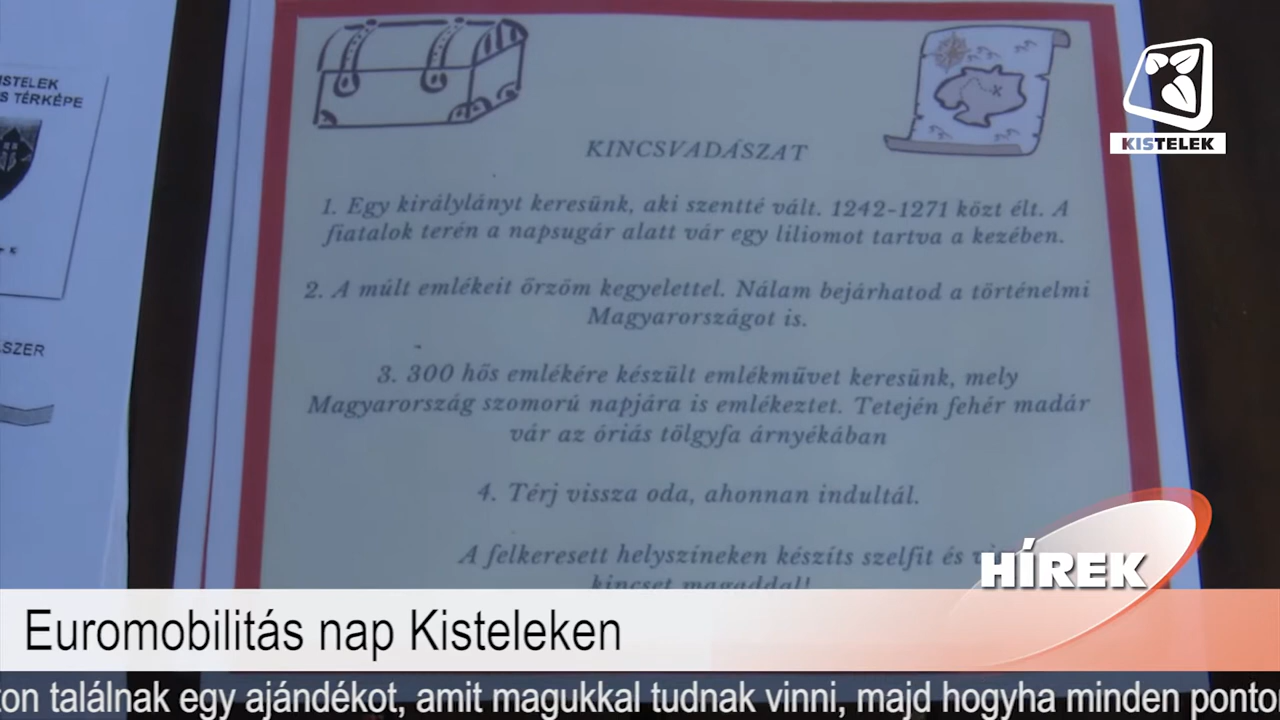 ISTELEK
S TÉRKÉPE
SZER
KISTELEK
KINCSVADÁSZAT
1. Egy királylányt keresünk, aki szentté vált. 1242-1271 közt élt. A
fiatalok terén a napsugár alatt vár egy liliomot tartva a kezében.
2. A múlt emlékeit őrzöm kegyelettel. Nálam bejárhatod a történelmi
Magyarországot is.
3. 300 hős emlékére készült emlékművet keresünk, mely
Magyarország szomorú napjára is emlékeztet. Tetején fehér madár
vár az óriás tölgyfa árnyékában
4. Térj vissza oda, ahonnan indultál.
A felkeresett helyszíneken készíts szelfit és
kincset magaddal!
HÍREK
Euromobilitás nap Kisteleken
ton találnak egy ajándékot, amit magukkal tudnak vinni, majd hogyha minden ponto